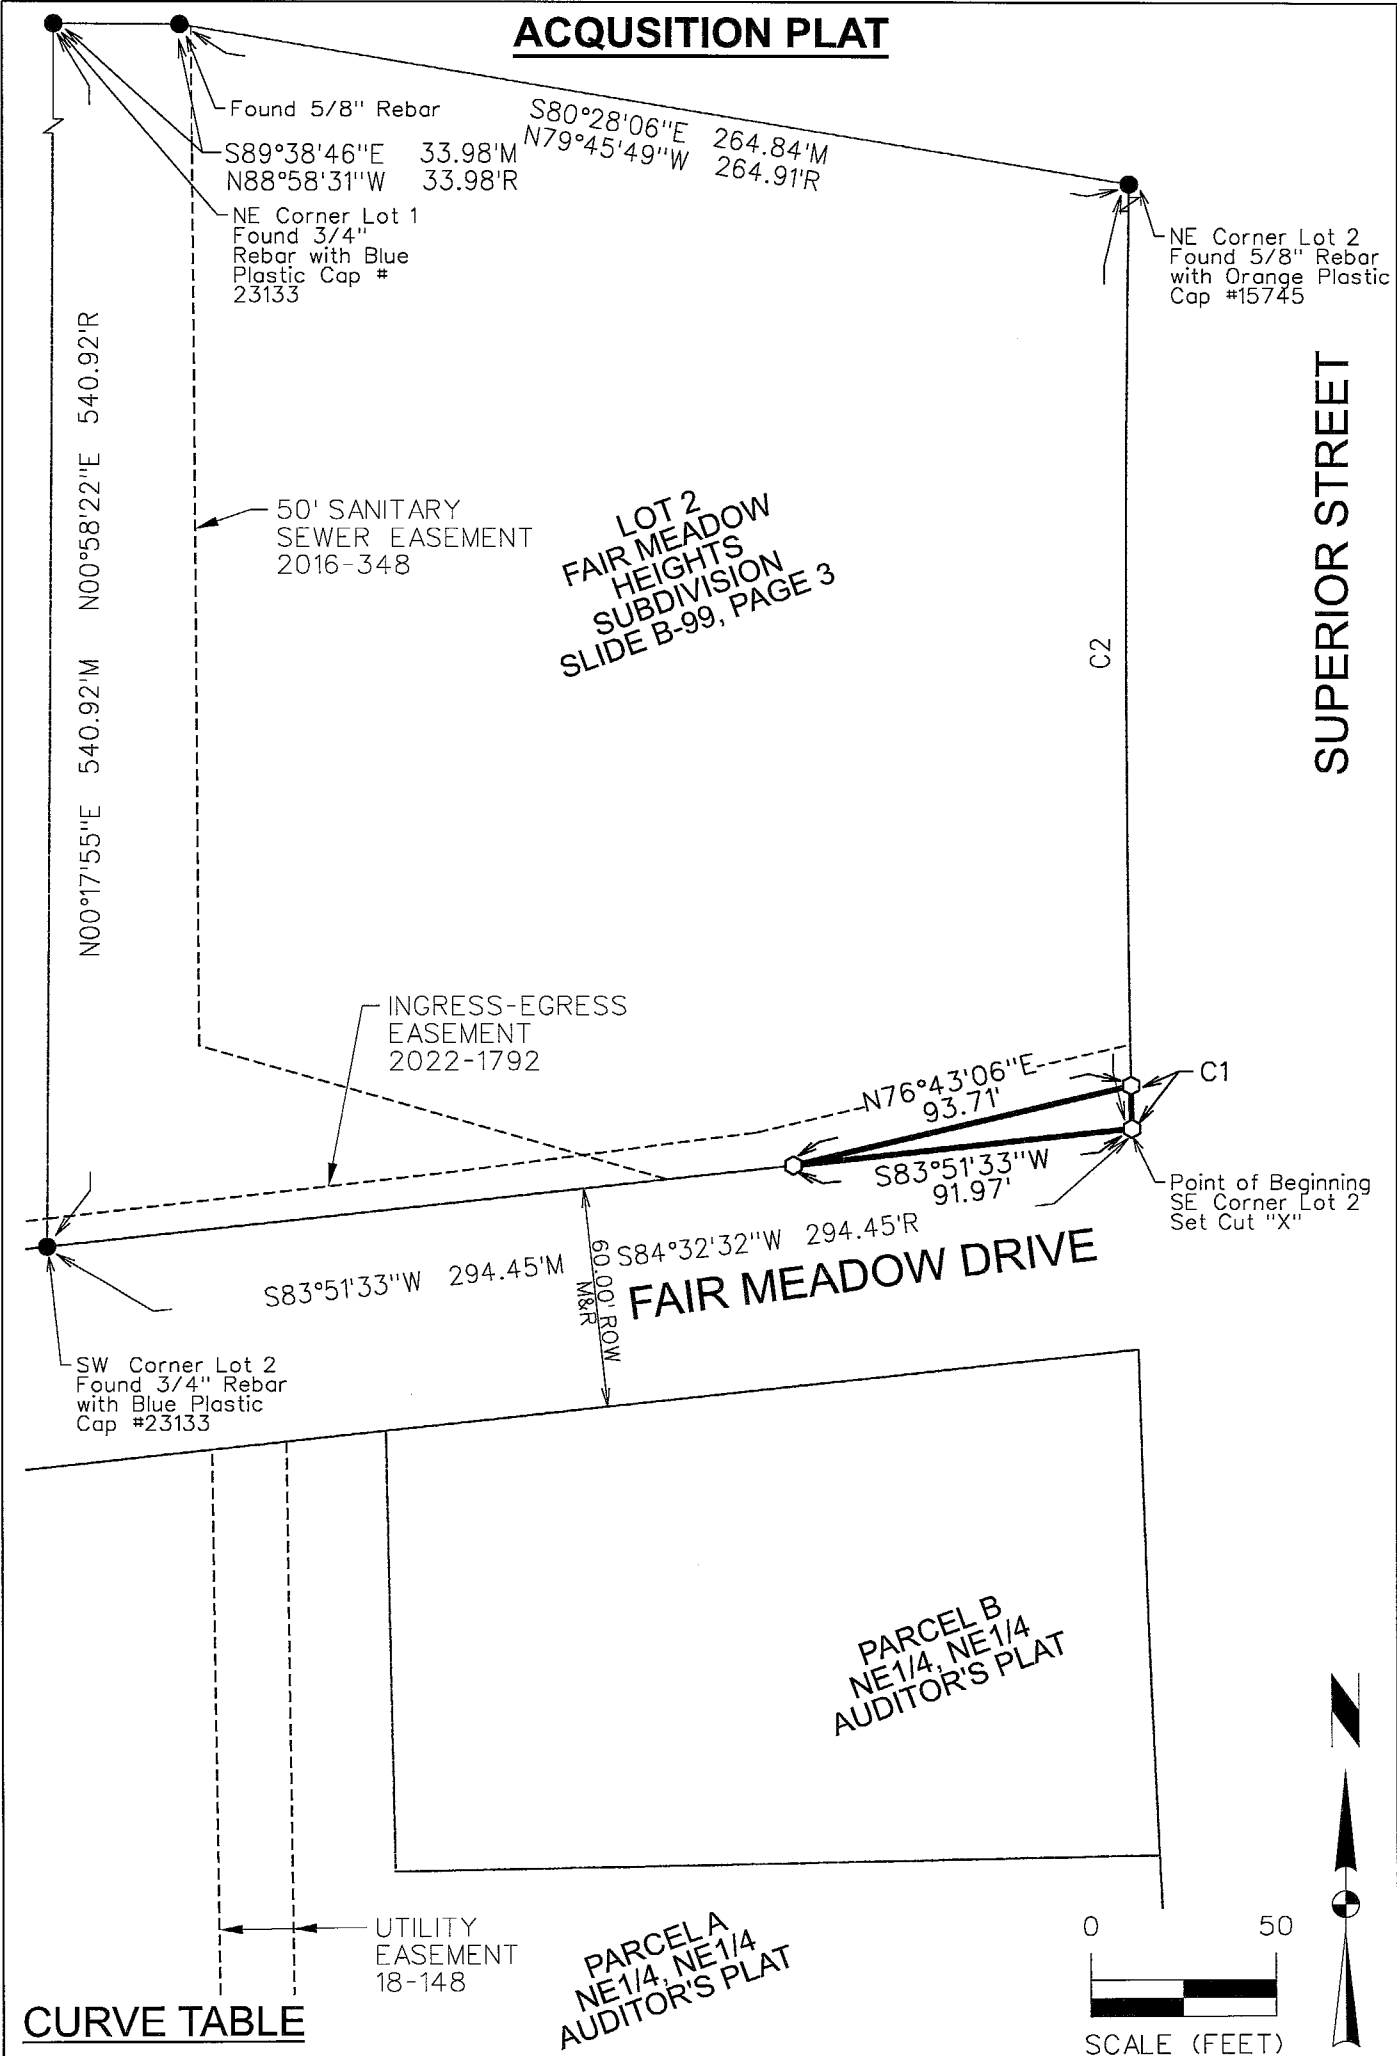 ACQUSITION PLAT
Found 5/8" Rebar
S89°38'46"E 33.98'M
N88°58'31"W 33.98'R
S80°28'06"E 264.84'M
N79°45'49"W 264.91'R
NE Corner Lot 1
Found 3/4"
Rebar with Blue
Plastic Cap #
23133
NE Corner Lot 2
Found 5/8" Rebar
with Orange Plastic
Cap #15745
N00°17'55"E 540.92'M N00°58'22"E 540.92'R
50' SANITARY
SEWER EASEMENT
2016-348
LOT 2
FAIR MEADOW
HEIGHTS
SUBDIVISION
SLIDE B-99, PAGE 3
C2
SUPERIOR STREET
INGRESS-EGRESS
EASEMENT
2022-1792
N76°43'06"E
93.71'
C1
S83°51'33"W
91.97'
Point of Beginning
SE Corner Lot 2
Set Cut "X"
S83°51'33"W 294.45'M
60.00' ROW
M&R
S84°32'32"W 294.45'R
FAIR MEADOW DRIVE
SW Corner Lot 2
Found 3/4" Rebar
with Blue Plastic
Cap #23133
PARCEL B
NE1/4, NE1/4
AUDITOR'S PLAT
N
UTILITY
EASEMENT
18-148
PARCEL A
NE1/4, NE1/4
AUDITOR'S PLAT
0 50
SCALE (FEET)
CURVE TABLE